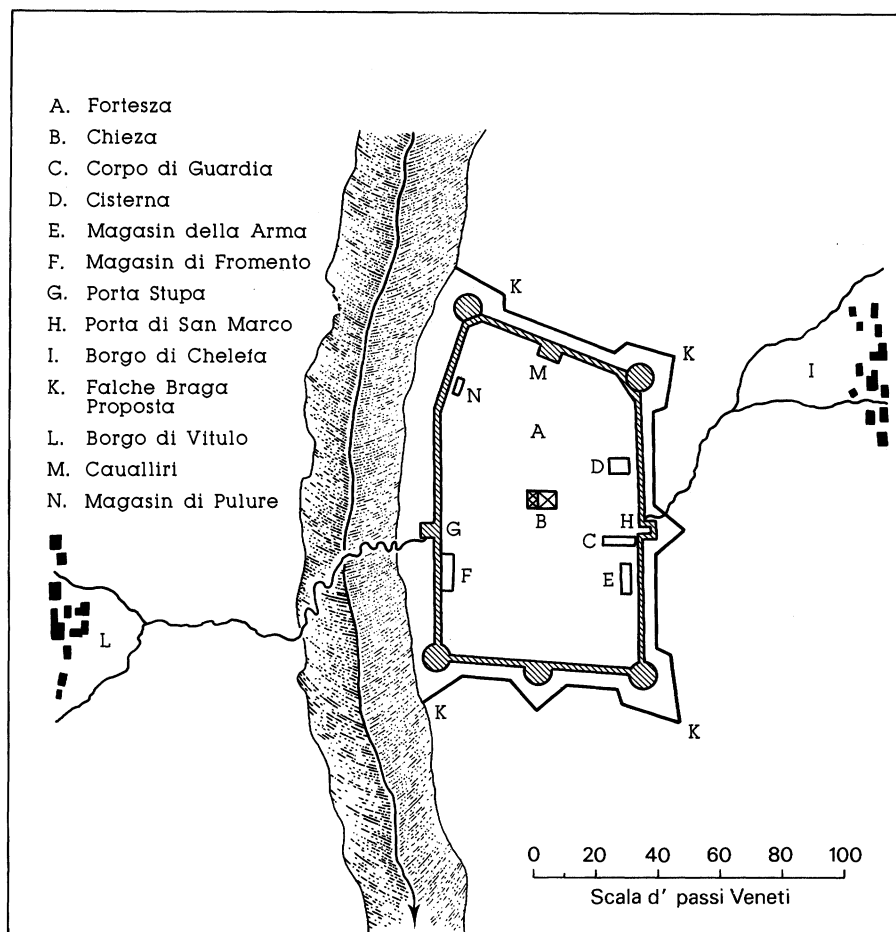 A. Fortesza
B. Chieza
C. Corpo di Guardia
D. Cisterna
E. Magasin della Arma
F. Magasin di Fromento
G. Porta Stupa
H. Porta di San Marco
I. Borgo di Chelefa
K. Falche Braga
Proposta
L. Borgo di Vitulo
M. Caualliri
N. Magasin di Pulure
K
K
M
I
N
A
D
B
H
G
C
F
E
L
K
K
0 20 40 60 80 100
Scala d' passi Veneti